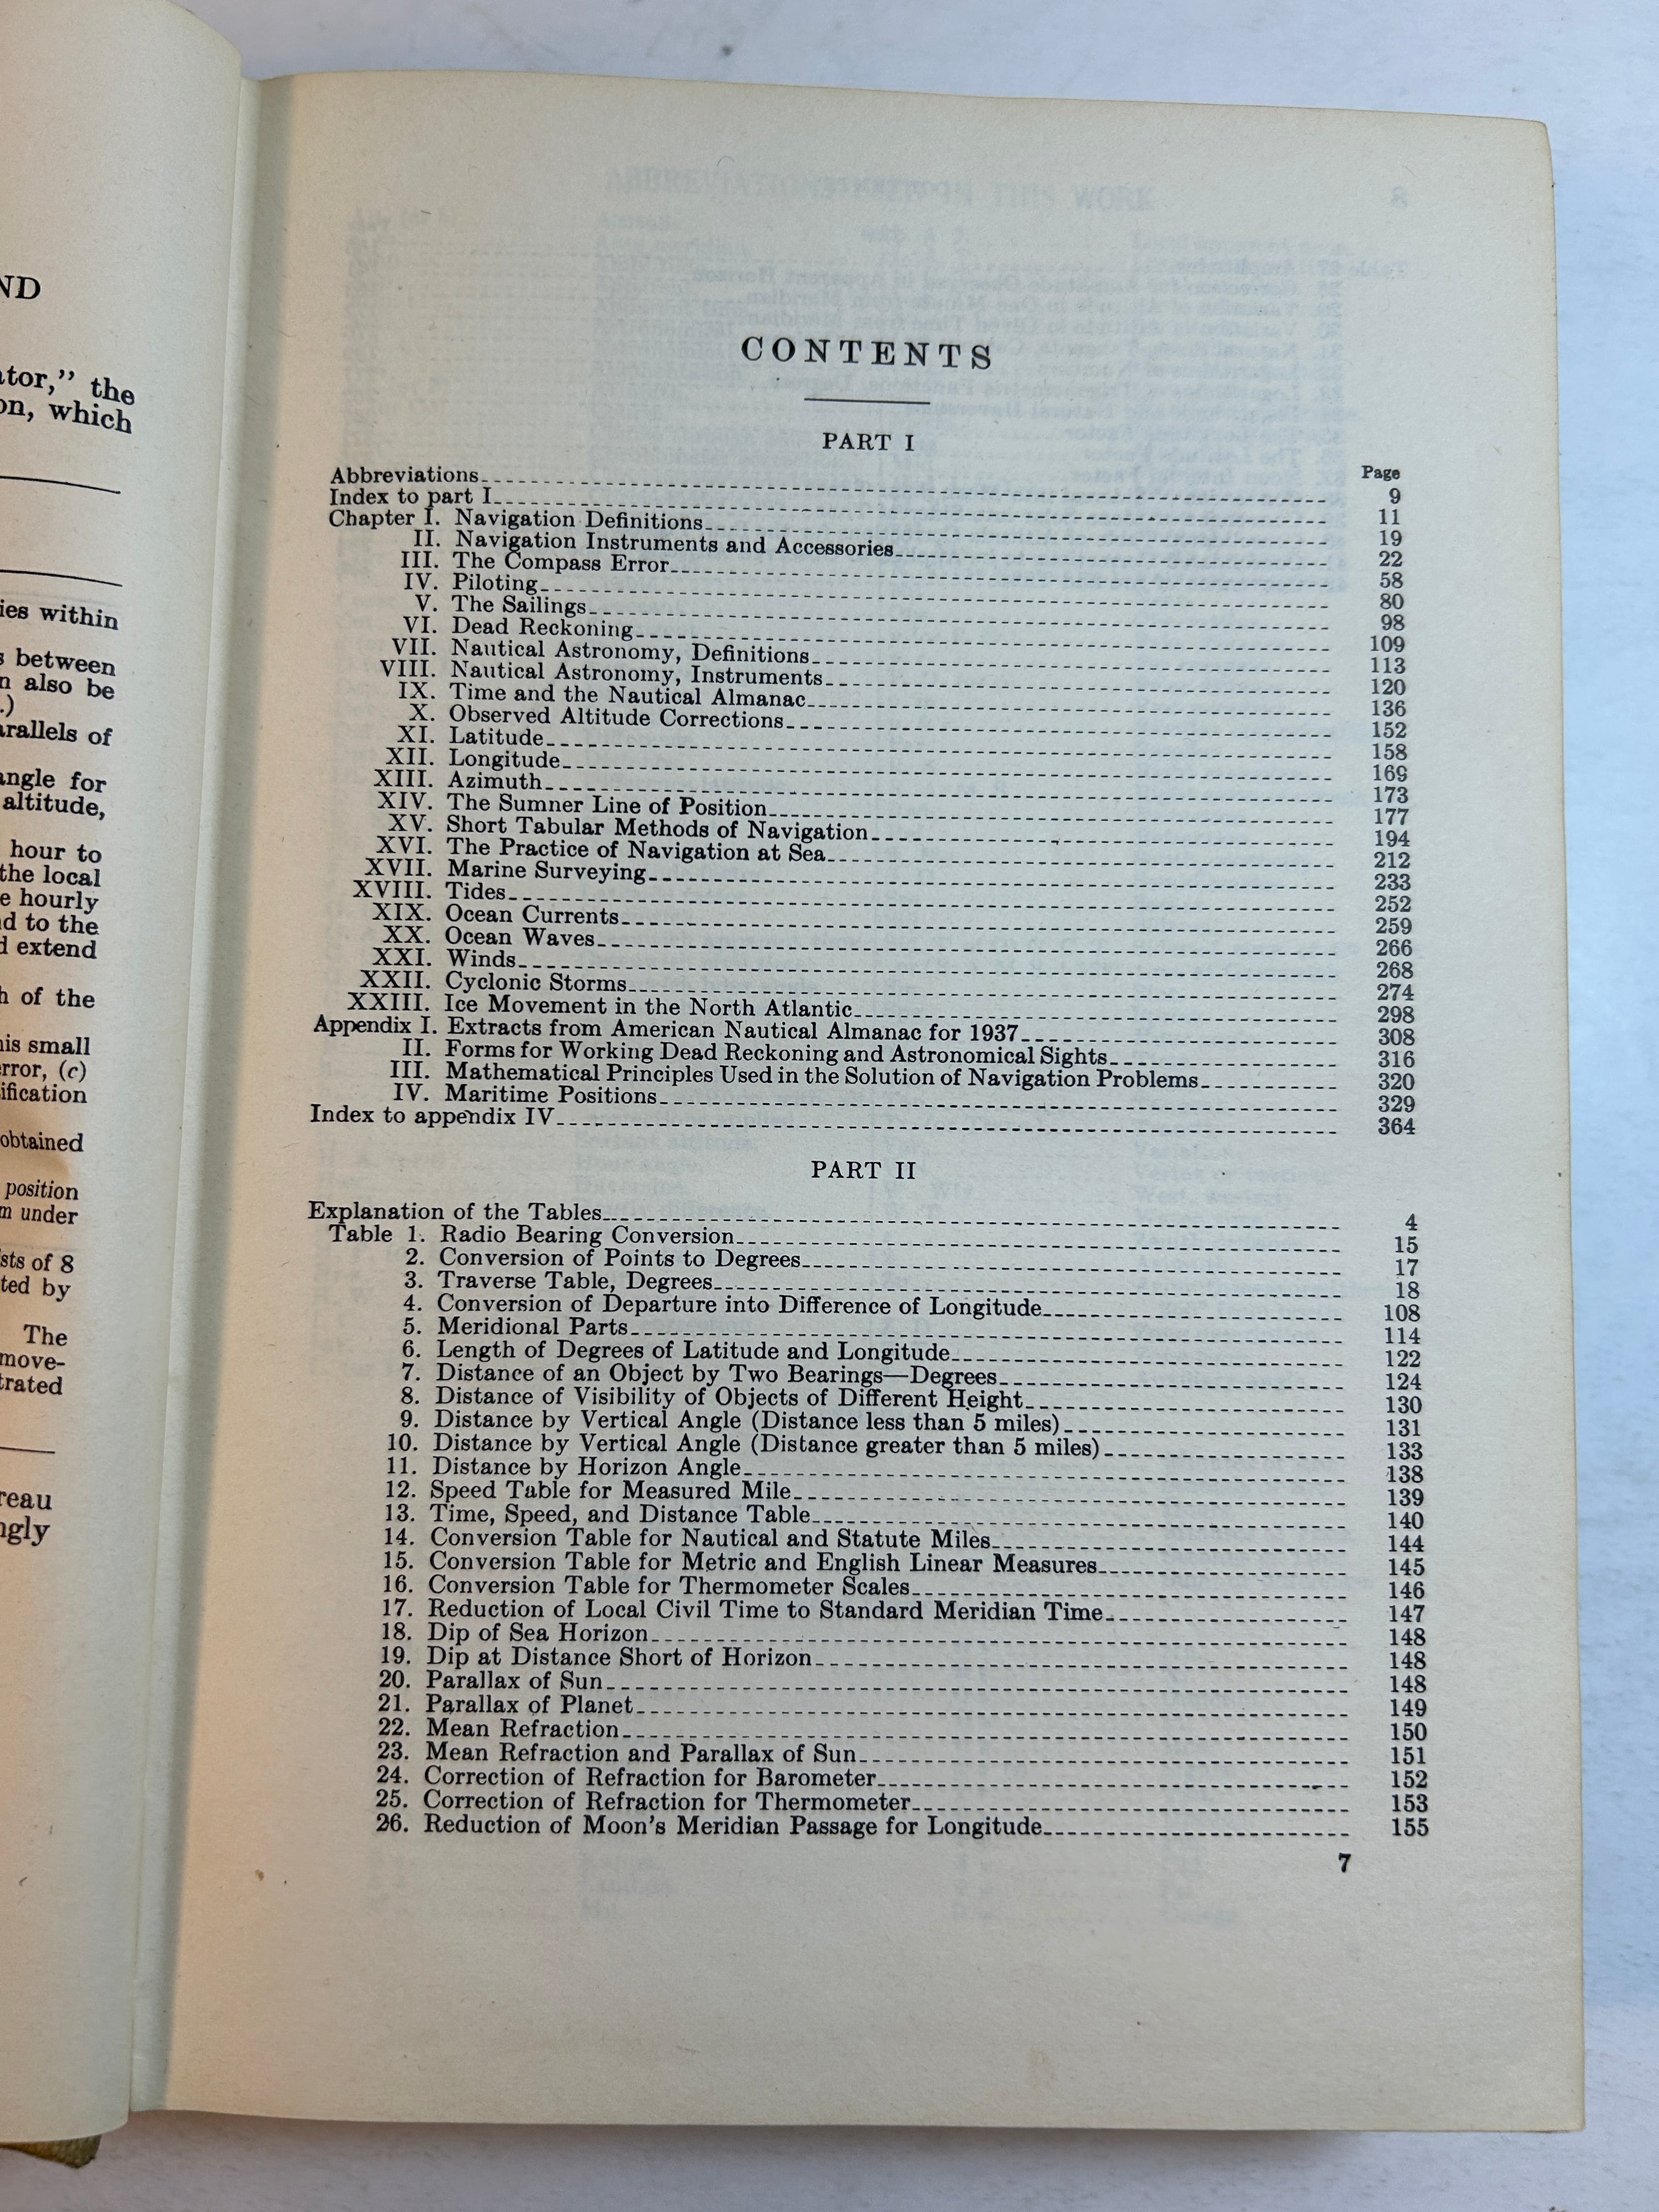 ND
ator,” the
on, which
ies within
s between
n also be
.)
arallels of
angle for
altitude,
hour to
the local
e hourly
d to the
d extend
h of the
his small
error, (c)
ification
obtained
position
m under
sts of 8
ted by
The
move-
trated
reau
ngly
CONTENTS
PART I
Page
Abbreviations 9
Index to part I 11
Chapter I. Navigation Definitions 19
II. Navigation Instruments and Accessories 22
III. The Compass Error 58
IV. Piloting 80
V. The Sailings 98
VI. Dead Reckoning 109
VII. Nautical Astronomy, Definitions 113
VIII. Nautical Astronomy, Instruments 120
IX. Time and the Nautical Almanac 136
X. Observed Altitude Corrections 152
XI. Latitude 158
XII. Longitude 169
XIII. Azimuth 173
XIV. The Sumner Line of Position 177
XV. Short Tabular Methods of Navigation 194
XVI. The Practice of Navigation at Sea 212
XVII. Marine Surveying 233
XVIII. Tides 252
XIX. Ocean Currents 259
XX. Ocean Waves 266
XXI. Winds 268
XXII. Cyclonic Storms 274
XXIII. Ice Movement in the North Atlantic 298
Appendix I. Extracts from American Nautical Almanac for 1937 308
II. Forms for Working Dead Reckoning and Astronomical Sights 316
III. Mathematical Principles Used in the Solution of Navigation Problems 320
IV. Maritime Positions 329
Index to appendix IV 364
PART II
Explanation of the Tables 4
Table 1. Radio Bearing Conversion 15
2. Conversion of Points to Degrees 17
3. Traverse Table, Degrees 18
4. Conversion of Departure into Difference of Longitude 108
5. Meridional Parts 114
6. Length of Degrees of Latitude and Longitude 122
7. Distance of an Object by Two Bearings—Degrees 124
8. Distance of Visibility of Objects of Different Height 130
9. Distance by Vertical Angle (Distance less than 5 miles) 131
10. Distance by Vertical Angle (Distance greater than 5 miles) 133
11. Distance by Horizon Angle 138
12. Speed Table for Measured Mile 139
13. Time, Speed, and Distance Table 140
14. Conversion Table for Nautical and Statute Miles 144
15. Conversion Table for Metric and English Linear Measures 145
16. Conversion Table for Thermometer Scales 146
17. Reduction of Local Civil Time to Standard Meridian Time 147
18. Dip of Sea Horizon 148
19. Dip at Distance Short of Horizon 148
20. Parallax of Sun 148
21. Parallax of Planet 149
22. Mean Refraction 150
23. Mean Refraction and Parallax of Sun 151
24. Correction of Refraction for Barometer 152
25. Correction of Refraction for Thermometer 153
26. Reduction of Moon’s Meridian Passage for Longitude 155
7